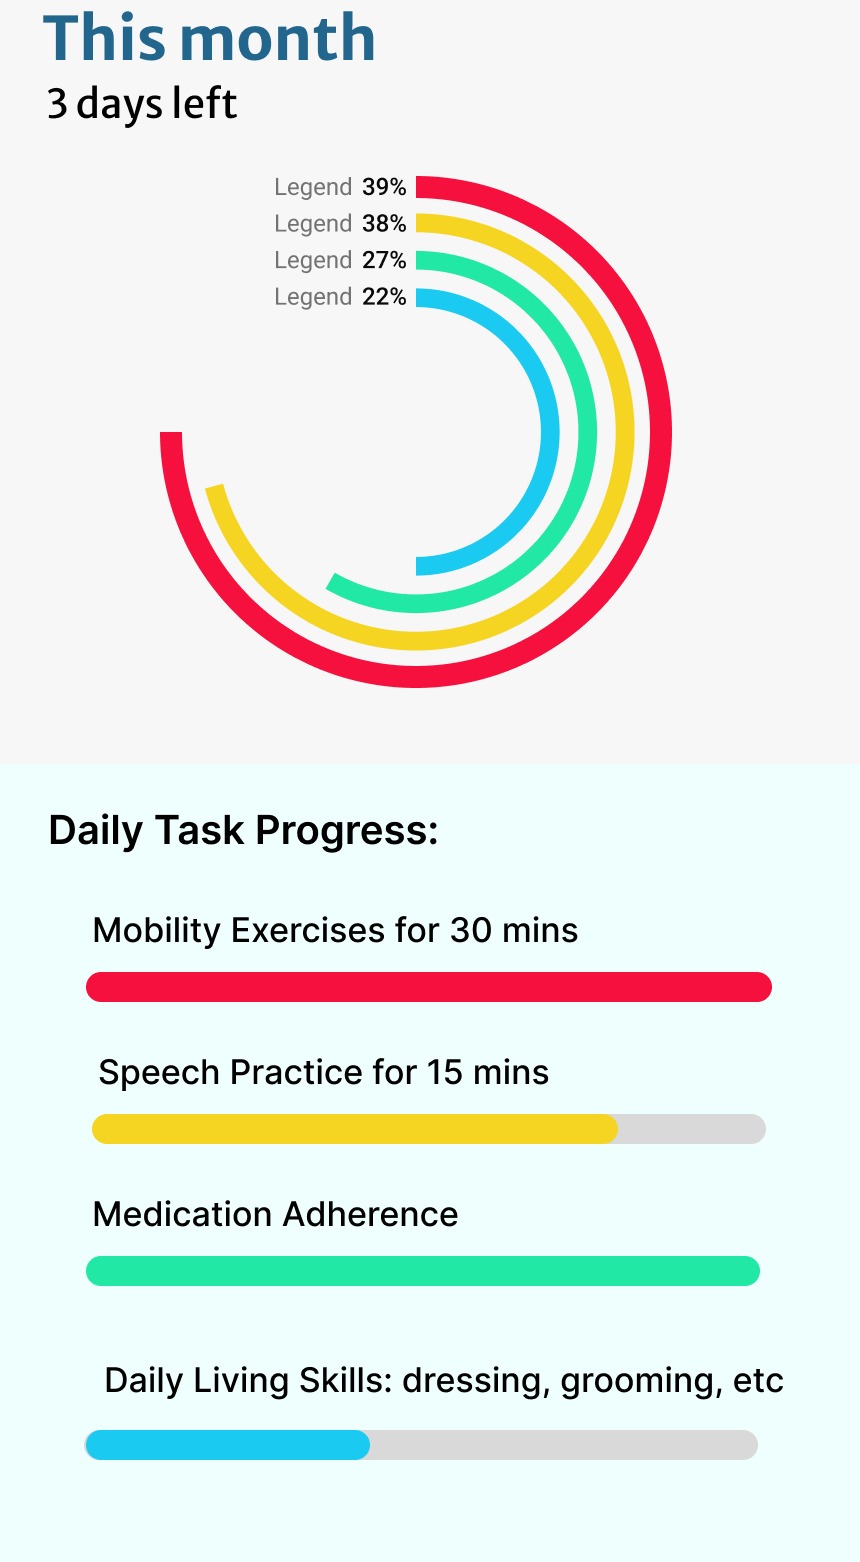 This month
3 days left
Legend 39%
Legend 38%
Legend 27%
Legend 22%
Daily Task Progress:
Mobility Exercises for 30 mins
Speech Practice for 15 mins
Medication Adherence
Daily Living Skills: dressing, grooming, etc